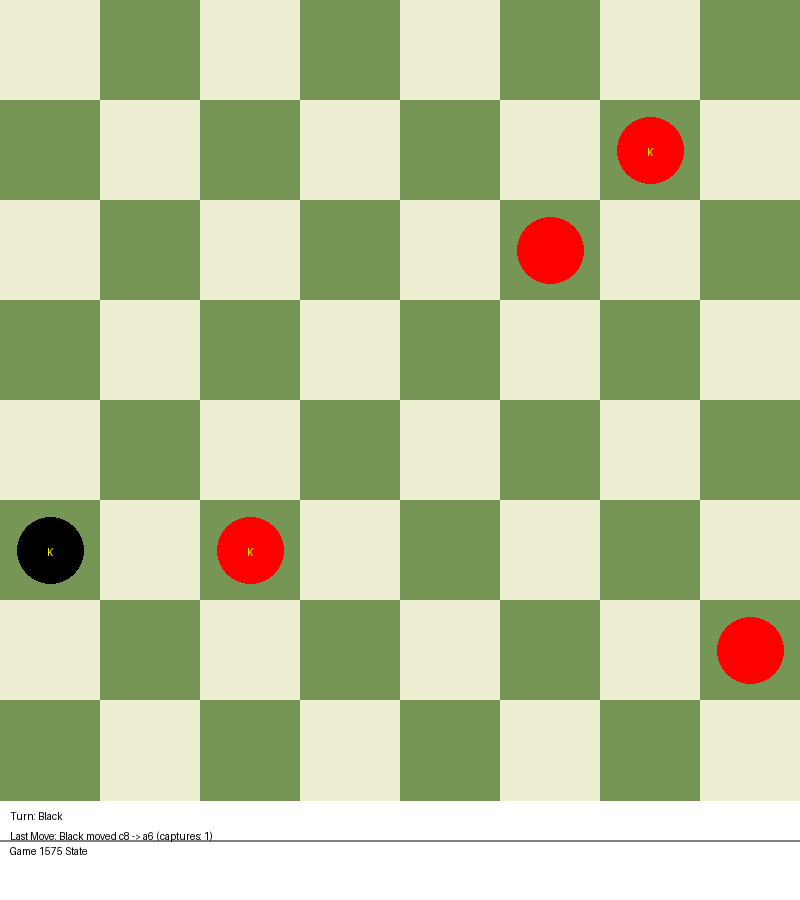 K
K
K
Turn: Black
Last Move: Black moved c8 -> a6 (captures: 1)
Game 1575 State